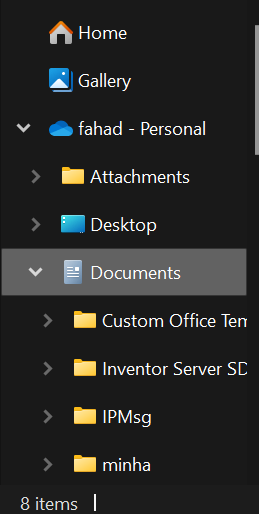 Home
Gallery
fahad - Personal
Attachments
Desktop
Documents
Custom Office Tem
Inventor Server SD
IPMsg
minha
8 items